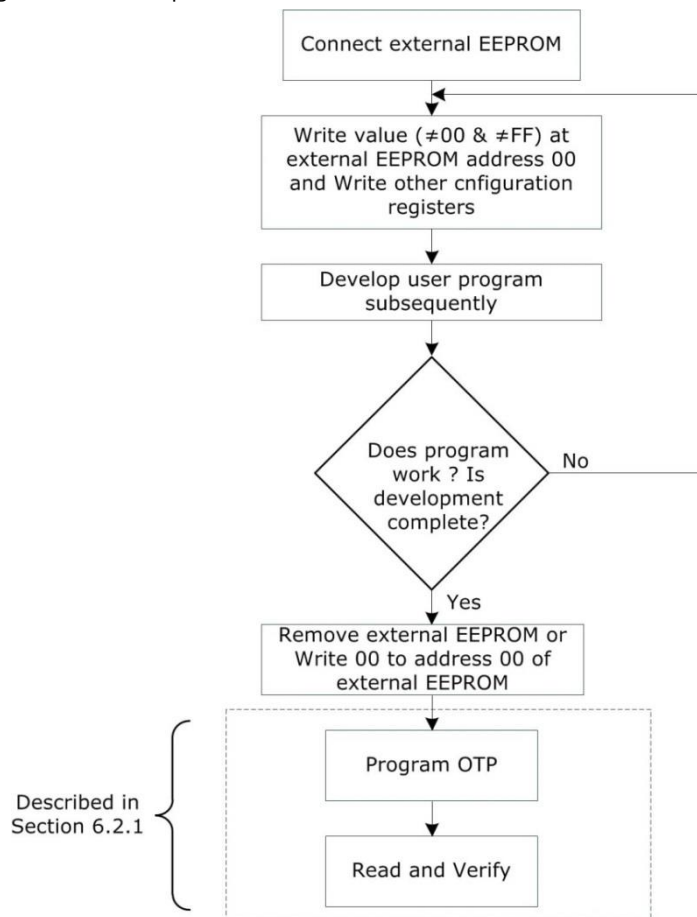 Connect external EEPROM
Write value (≠00 & ≠FF) at
external EEPROM address 00
and Write other cnfiguration
registers
Develop user program
subsequently
Does program
work ? Is
development
complete?
No
Yes
Remove external EEPROM or
Write 00 to address 00 of
external EEPROM
Program OTP
Described in
Section 6.2.1
Read and Verify